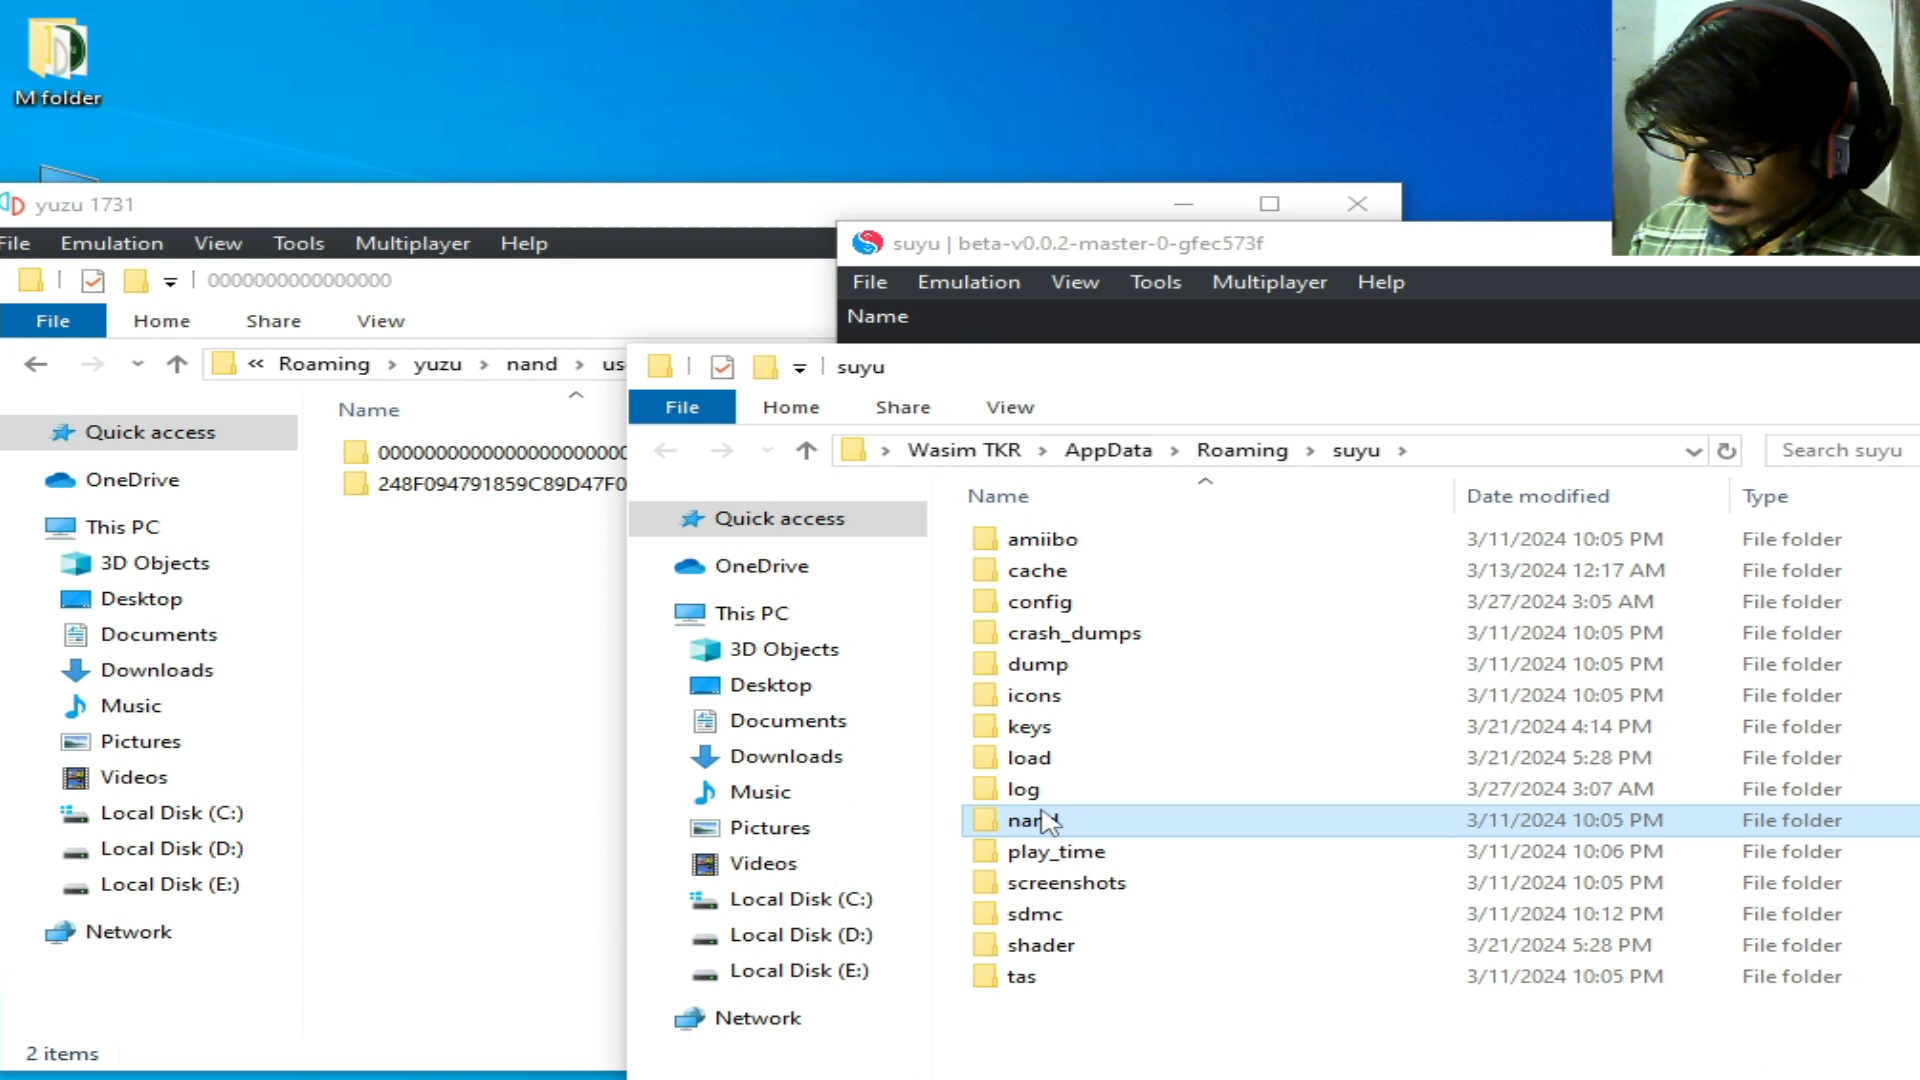 M folder
yuzu 1731
File Emulation View Tools Multiplayer Help
0000000000000000
File Home Share View
« Roaming › yuzu › nand › us
Name
Quick access
OneDrive
This PC
3D Objects
Desktop
Documents
Downloads
Music
Pictures
Videos
Local Disk (C:)
Local Disk (D:)
Local Disk (E:)
Network
248F094791859C89D47F0
2 items
suyu | beta-v0.0.2-master-0-gfec573f
File Emulation View Tools Multiplayer Help
Name
suyu
File Home Share View
› Wasim TKR › AppData › Roaming › suyu ›
Search suyu
Quick access
OneDrive
This PC
3D Objects
Desktop
Documents
Downloads
Music
Pictures
Videos
Local Disk (C:)
Local Disk (D:)
Local Disk (E:)
Network
Name Date modified Type
amiibo 3/11/2024 10:05 PM File folder
cache 3/13/2024 12:17 AM File folder
config 3/27/2024 3:05 AM File folder
crash_dumps 3/11/2024 10:05 PM File folder
dump 3/11/2024 10:05 PM File folder
icons 3/11/2024 10:05 PM File folder
keys 3/21/2024 4:14 PM File folder
load 3/21/2024 5:28 PM File folder
log 3/27/2024 3:07 AM File folder
nand 3/11/2024 10:05 PM File folder
play_time 3/11/2024 10:06 PM File folder
screenshots 3/11/2024 10:05 PM File folder
sdmc 3/11/2024 10:12 PM File folder
shader 3/21/2024 5:28 PM File folder
tas 3/11/2024 10:05 PM File folder